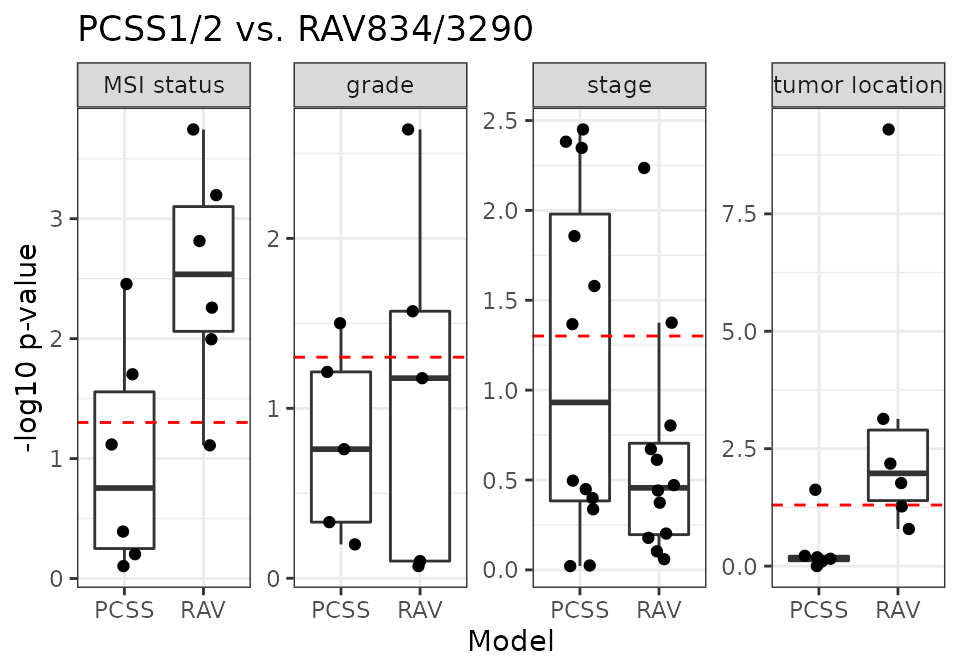 PCSS1/2 vs. RAV834/3290
MSI status
grade
stage
tumor location
-log10 p-value
3
2
1
0
2
1
0
2.5
2.0
1.5
1.0
0.5
0.0
7.5
5.0
2.5
0.0
PCSS RAV
PCSS RAV
PCSS RAV
PCSS RAV
Model